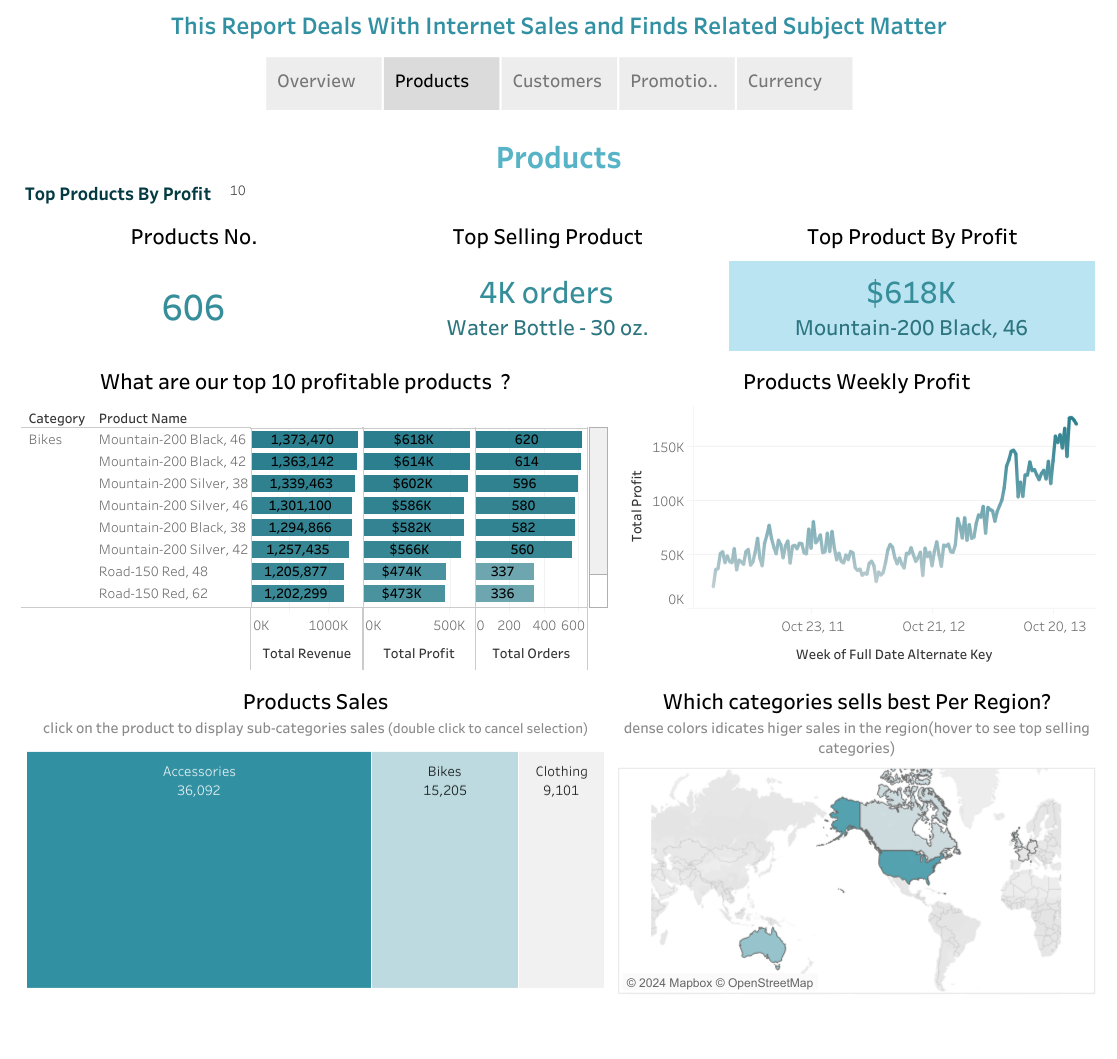 This Report Deals With Internet Sales and Finds Related Subject Matter
Overview
Products
Customers
Promotio..
Currency
Products
Top Products By Profit 10
Products No.
606
Top Selling Product
4K orders
Water Bottle - 30 oz.
Top Product By Profit
$618K
Mountain-200 Black, 46
What are our top 10 profitable products ?
Category Product Name
Bikes Mountain-200 Black, 46 1,373,470 $618K 620
Mountain-200 Black, 42 1,363,142 $614K 614
Mountain-200 Silver, 38 1,339,463 $602K 596
Mountain-200 Silver, 46 1,301,100 $586K 580
Mountain-200 Black, 38 1,294,866 $582K 582
Mountain-200 Silver, 42 1,257,435 $566K 560
Road-150 Red, 48 1,205,877 $474K 337
Road-150 Red, 62 1,202,299 $473K 336
0K 1000K 0K 500K 0 200 400 600
Total Revenue Total Profit Total Orders
Products Weekly Profit
Total Profit
150K
100K
50K
0K
Oct 23, 11 Oct 21, 12 Oct 20, 13
Week of Full Date Alternate Key
Products Sales
click on the product to display sub-categories sales (double click to cancel selection)
Accessories
36,092
Bikes
15,205
Clothing
9,101
Which categories sells best Per Region?
dense colors idicates higer sales in the region(hover to see top selling
categories)
© 2024 Mapbox © OpenStreetMap